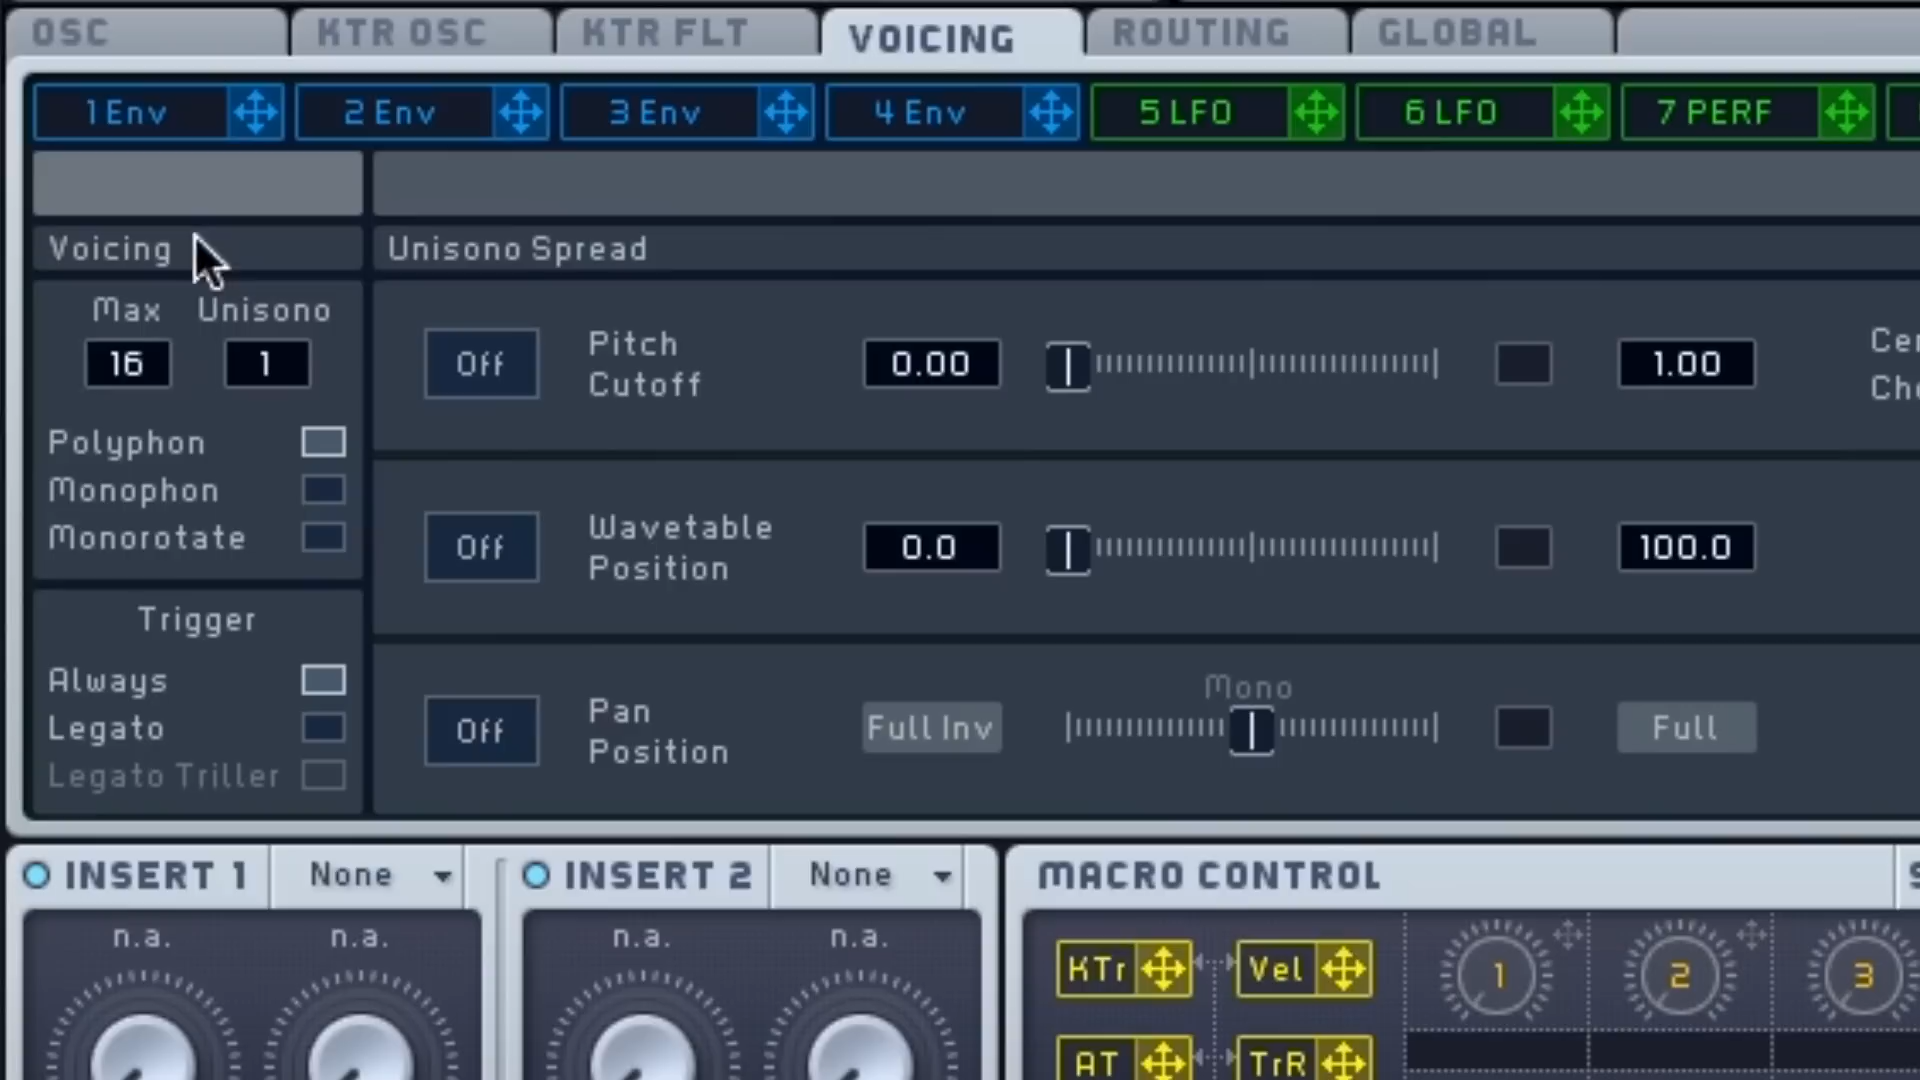 OSC KTR OSC KTR FLT VOICING ROUTING GLOBAL
1 Env 2 Env 3 Env 4 Env 5 LFO 6 LFO 7 PERF
Voicing Unisono Spread
Max Unisono
16 1
Polyphon
Monophon
Monorotate
Trigger
Always
Legato
Legato Triller
Off Pitch Cutoff 0.00 1.00
Off Wavetable Position 0.0 100.0
Mono
Off Pan Position Full Inv Full
INSERT 1 None INSERT 2 None MACRO CONTROL
n.a. n.a. n.a. n.a.
KTr Vel 1 2 3
AT TrR